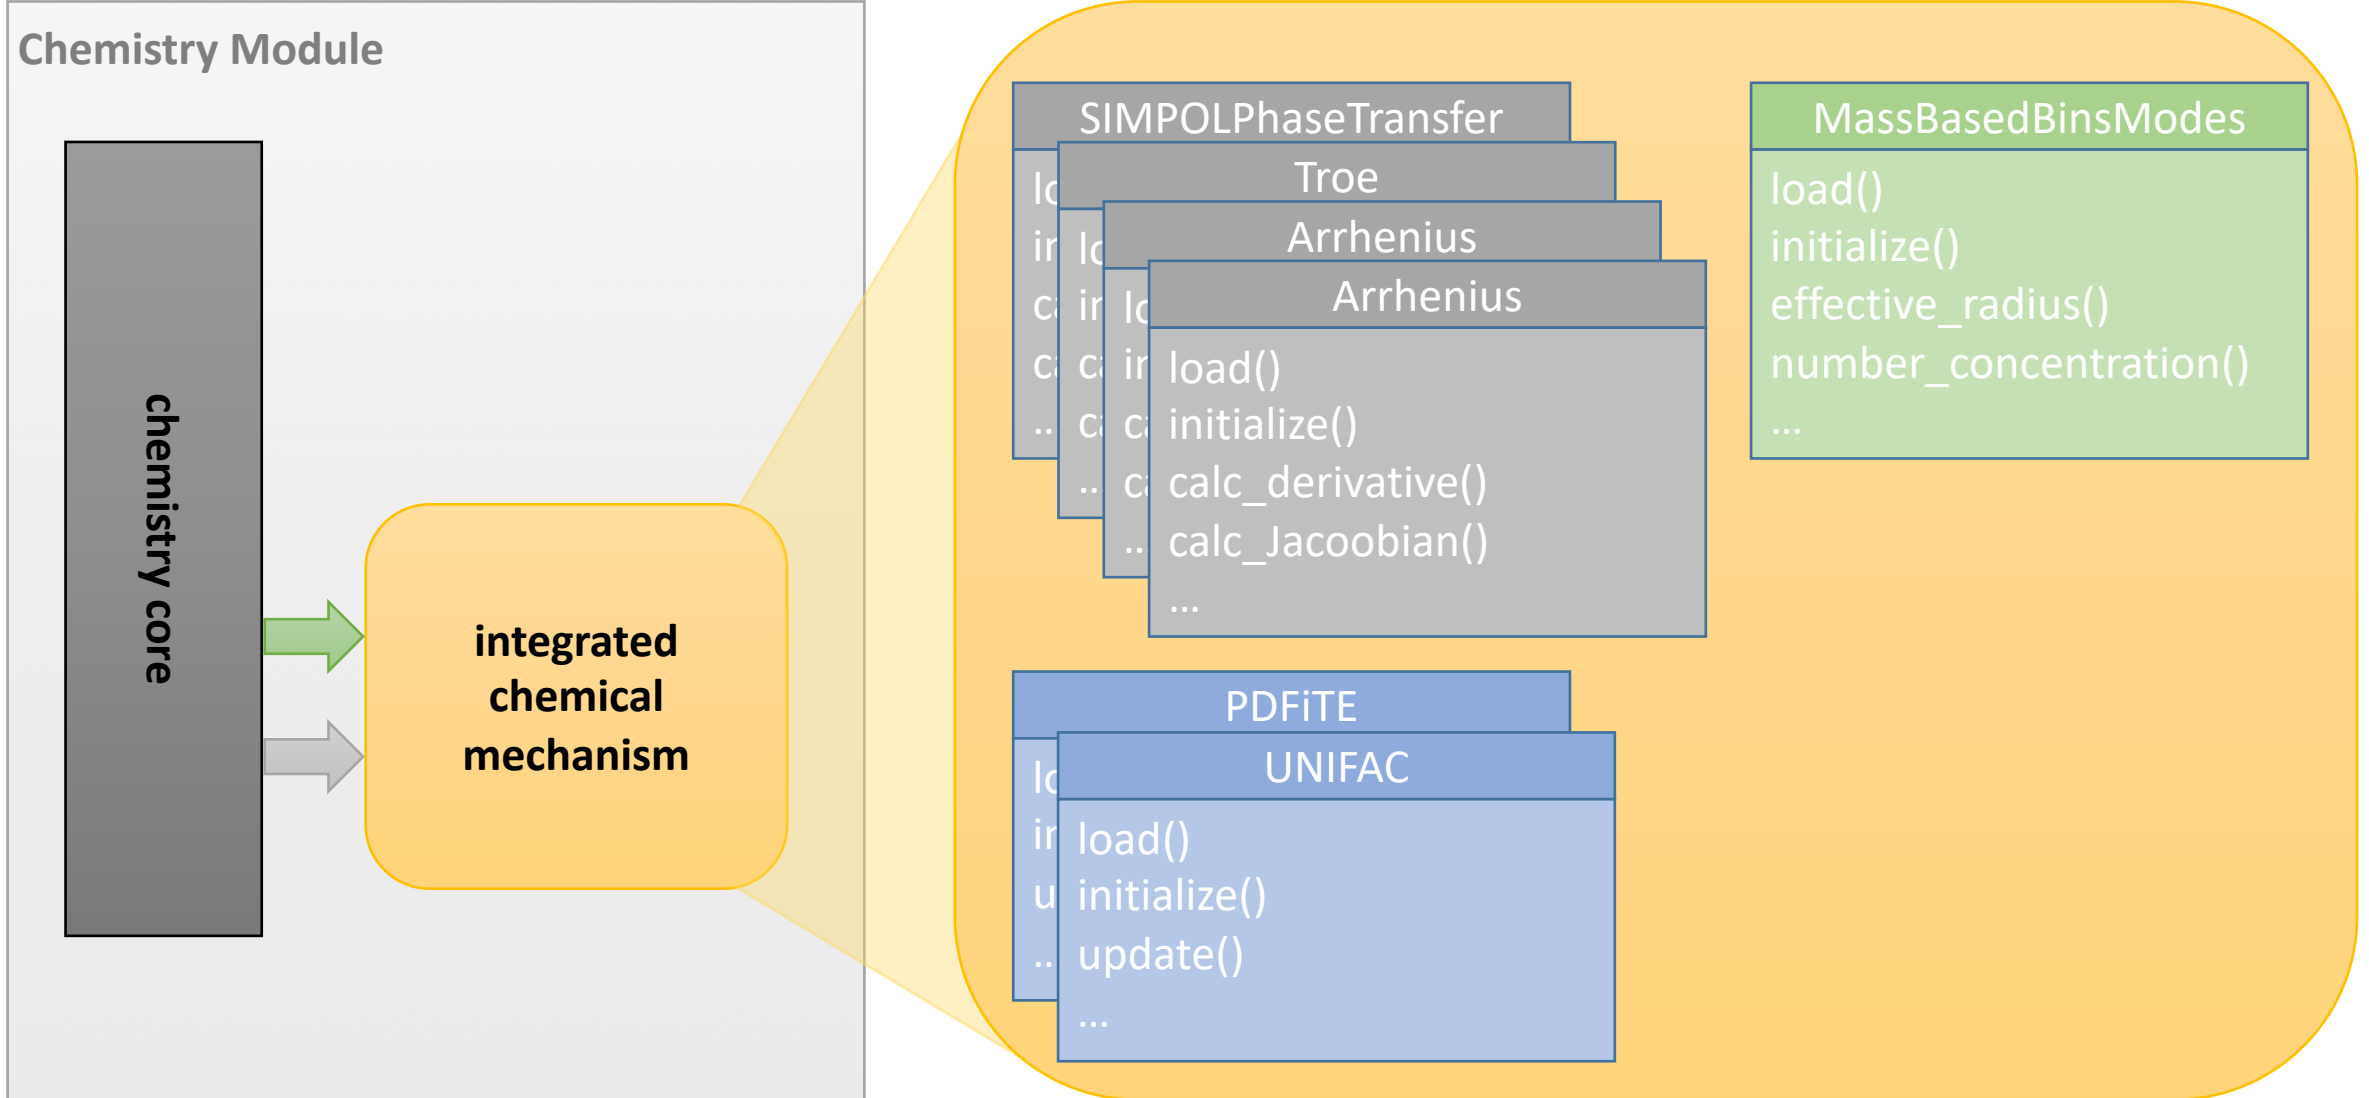 Chemistry Module
chemistry core
integrated
chemical
mechanism
SIMPOLPhaseTransfer
Troe
Arrhenius
Arrhenius
load()
initialize()
calc_derivative()
calc_Jacoobian()
...
MassBasedBinsModes
load()
initialize()
effective_radius()
number_concentration()
...
PDFiTE
UNIFAC
load()
initialize()
update()
...